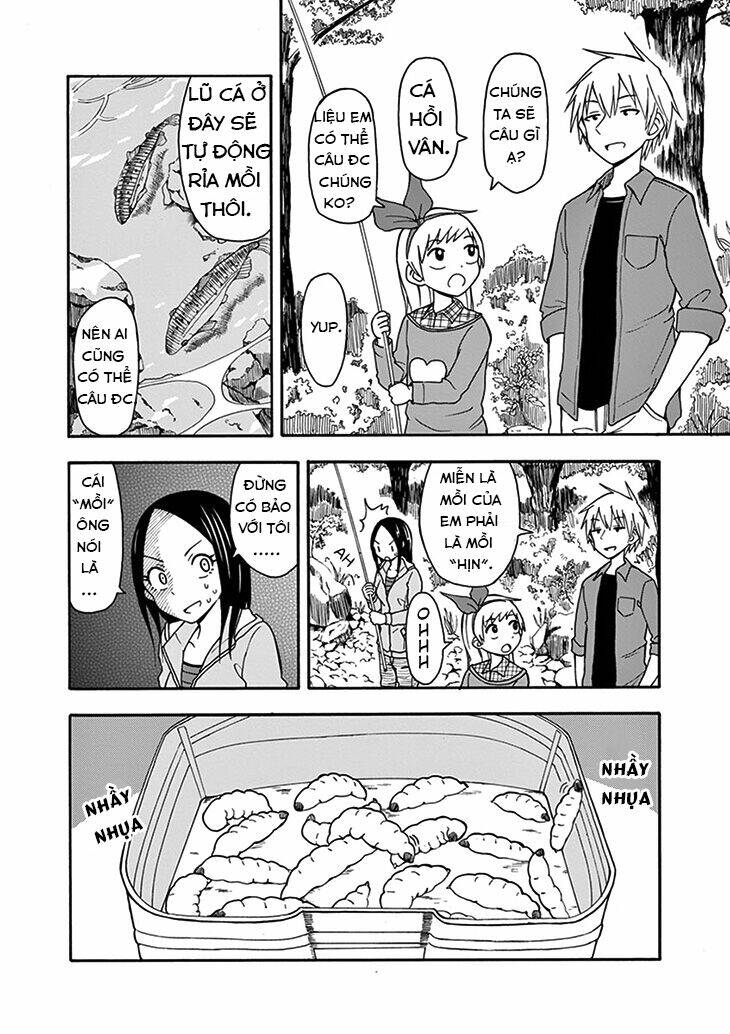 CHÚNG
TA SẼ
CÂU GÌ
Ạ?
CÁ
HỒI
VÂN.
LIỆU EM
CÓ THỂ
CÂU ĐC
CHÚNG
KO?
YUP.
LŨ CÁ Ở
ĐÂY SẼ
TỰ ĐỘNG
RỈA MỒI
THÔI.
NÊN AI
CŨNG
CÓ THỂ
CÂU ĐC.
MIỄN LÀ
MỒI CỦA
EM PHẢI
LÀ MỒI
"HỊN".
OHHH
AH
ĐỪNG
CÓ BẢO
VỚI TÔI
......
CÁI
"MỒI"
ÔNG
NÓI
LÀ
...
NHẦY
NHỤA
NHẦY
NHỤA
NHẦY
NHỤA